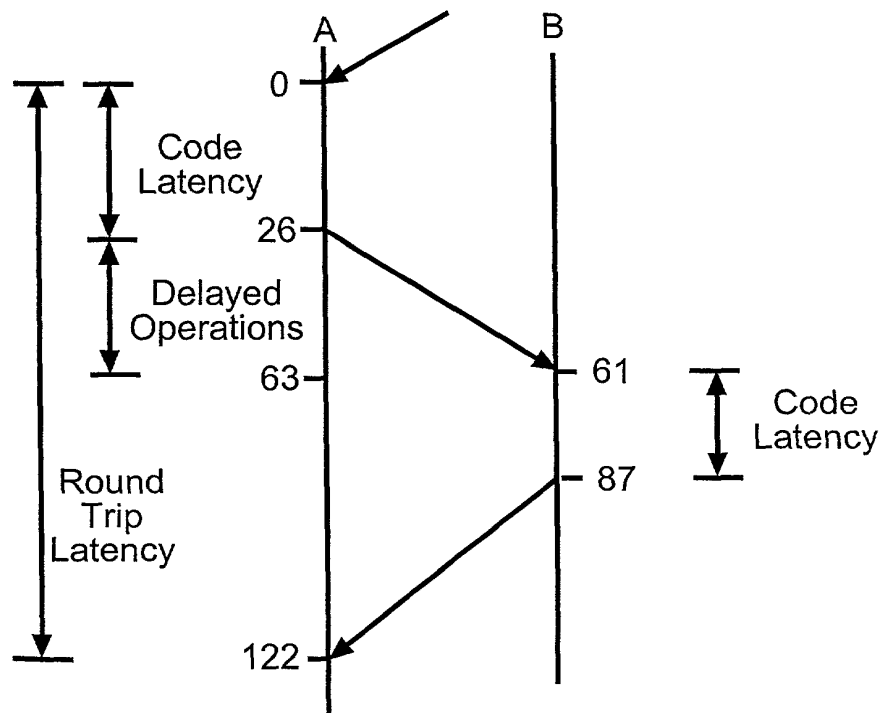 A
B
0
Code
Latency
26
Delayed
Operations
63
61
Code
Latency
87
Round
Trip
Latency
122